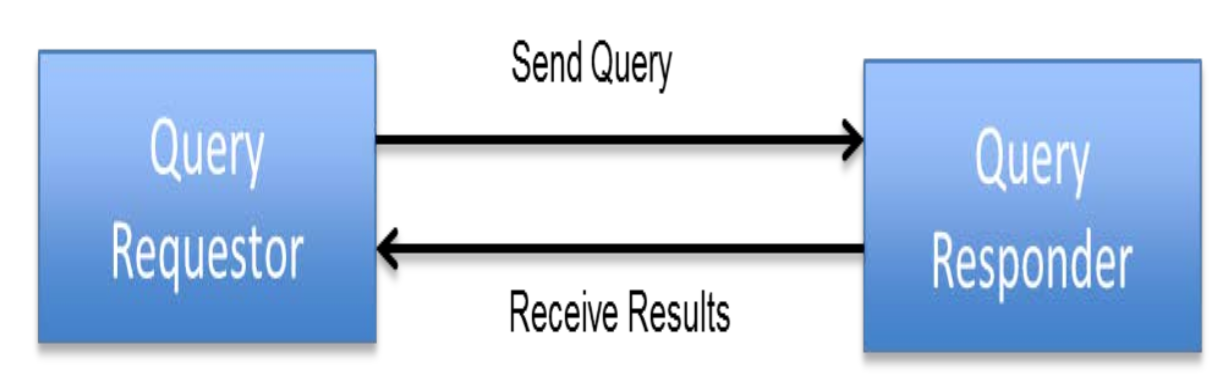 Send Query
Query
Requestor
Query
Responder
Receive Results